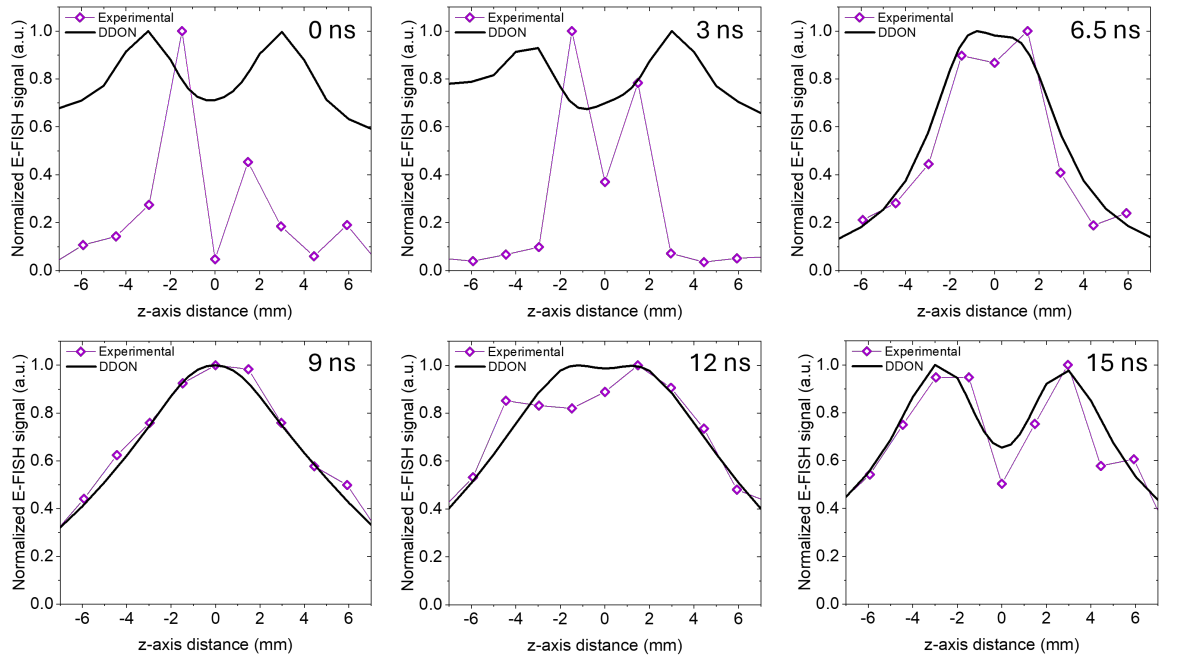 Experimental
DDON
0 ns
Normalized E-FISH signal (a.u.)
1.0
0.8
0.6
0.4
0.2
0.0
-6 -4 -2 0 2 4 6
z-axis distance (mm)
Experimental
DDON
3 ns
Normalized E-FISH signal (a.u.)
1.0
0.8
0.6
0.4
0.2
0.0
-6 -4 -2 0 2 4 6
z-axis distance (mm)
Experimental
DDON
6.5 ns
Normalized E-FISH signal (a.u.)
1.0
0.8
0.6
0.4
0.2
0.0
-6 -4 -2 0 2 4 6
z-axis distance (mm)
Experimental
DDON
9 ns
Normalized E-FISH signal (a.u.)
1.0
0.8
0.6
0.4
0.2
0.0
-6 -4 -2 0 2 4 6
z-axis distance (mm)
Experimental
DDON
12 ns
Normalized E-FISH signal (a.u.)
1.0
0.8
0.6
0.4
0.2
0.0
-6 -4 -2 0 2 4 6
z-axis distance (mm)
Experimental
DDON
15 ns
Normalized E-FISH signal (a.u.)
1.0
0.8
0.6
0.4
0.2
0.0
-6 -4 -2 0 2 4 6
z-axis distance (mm)